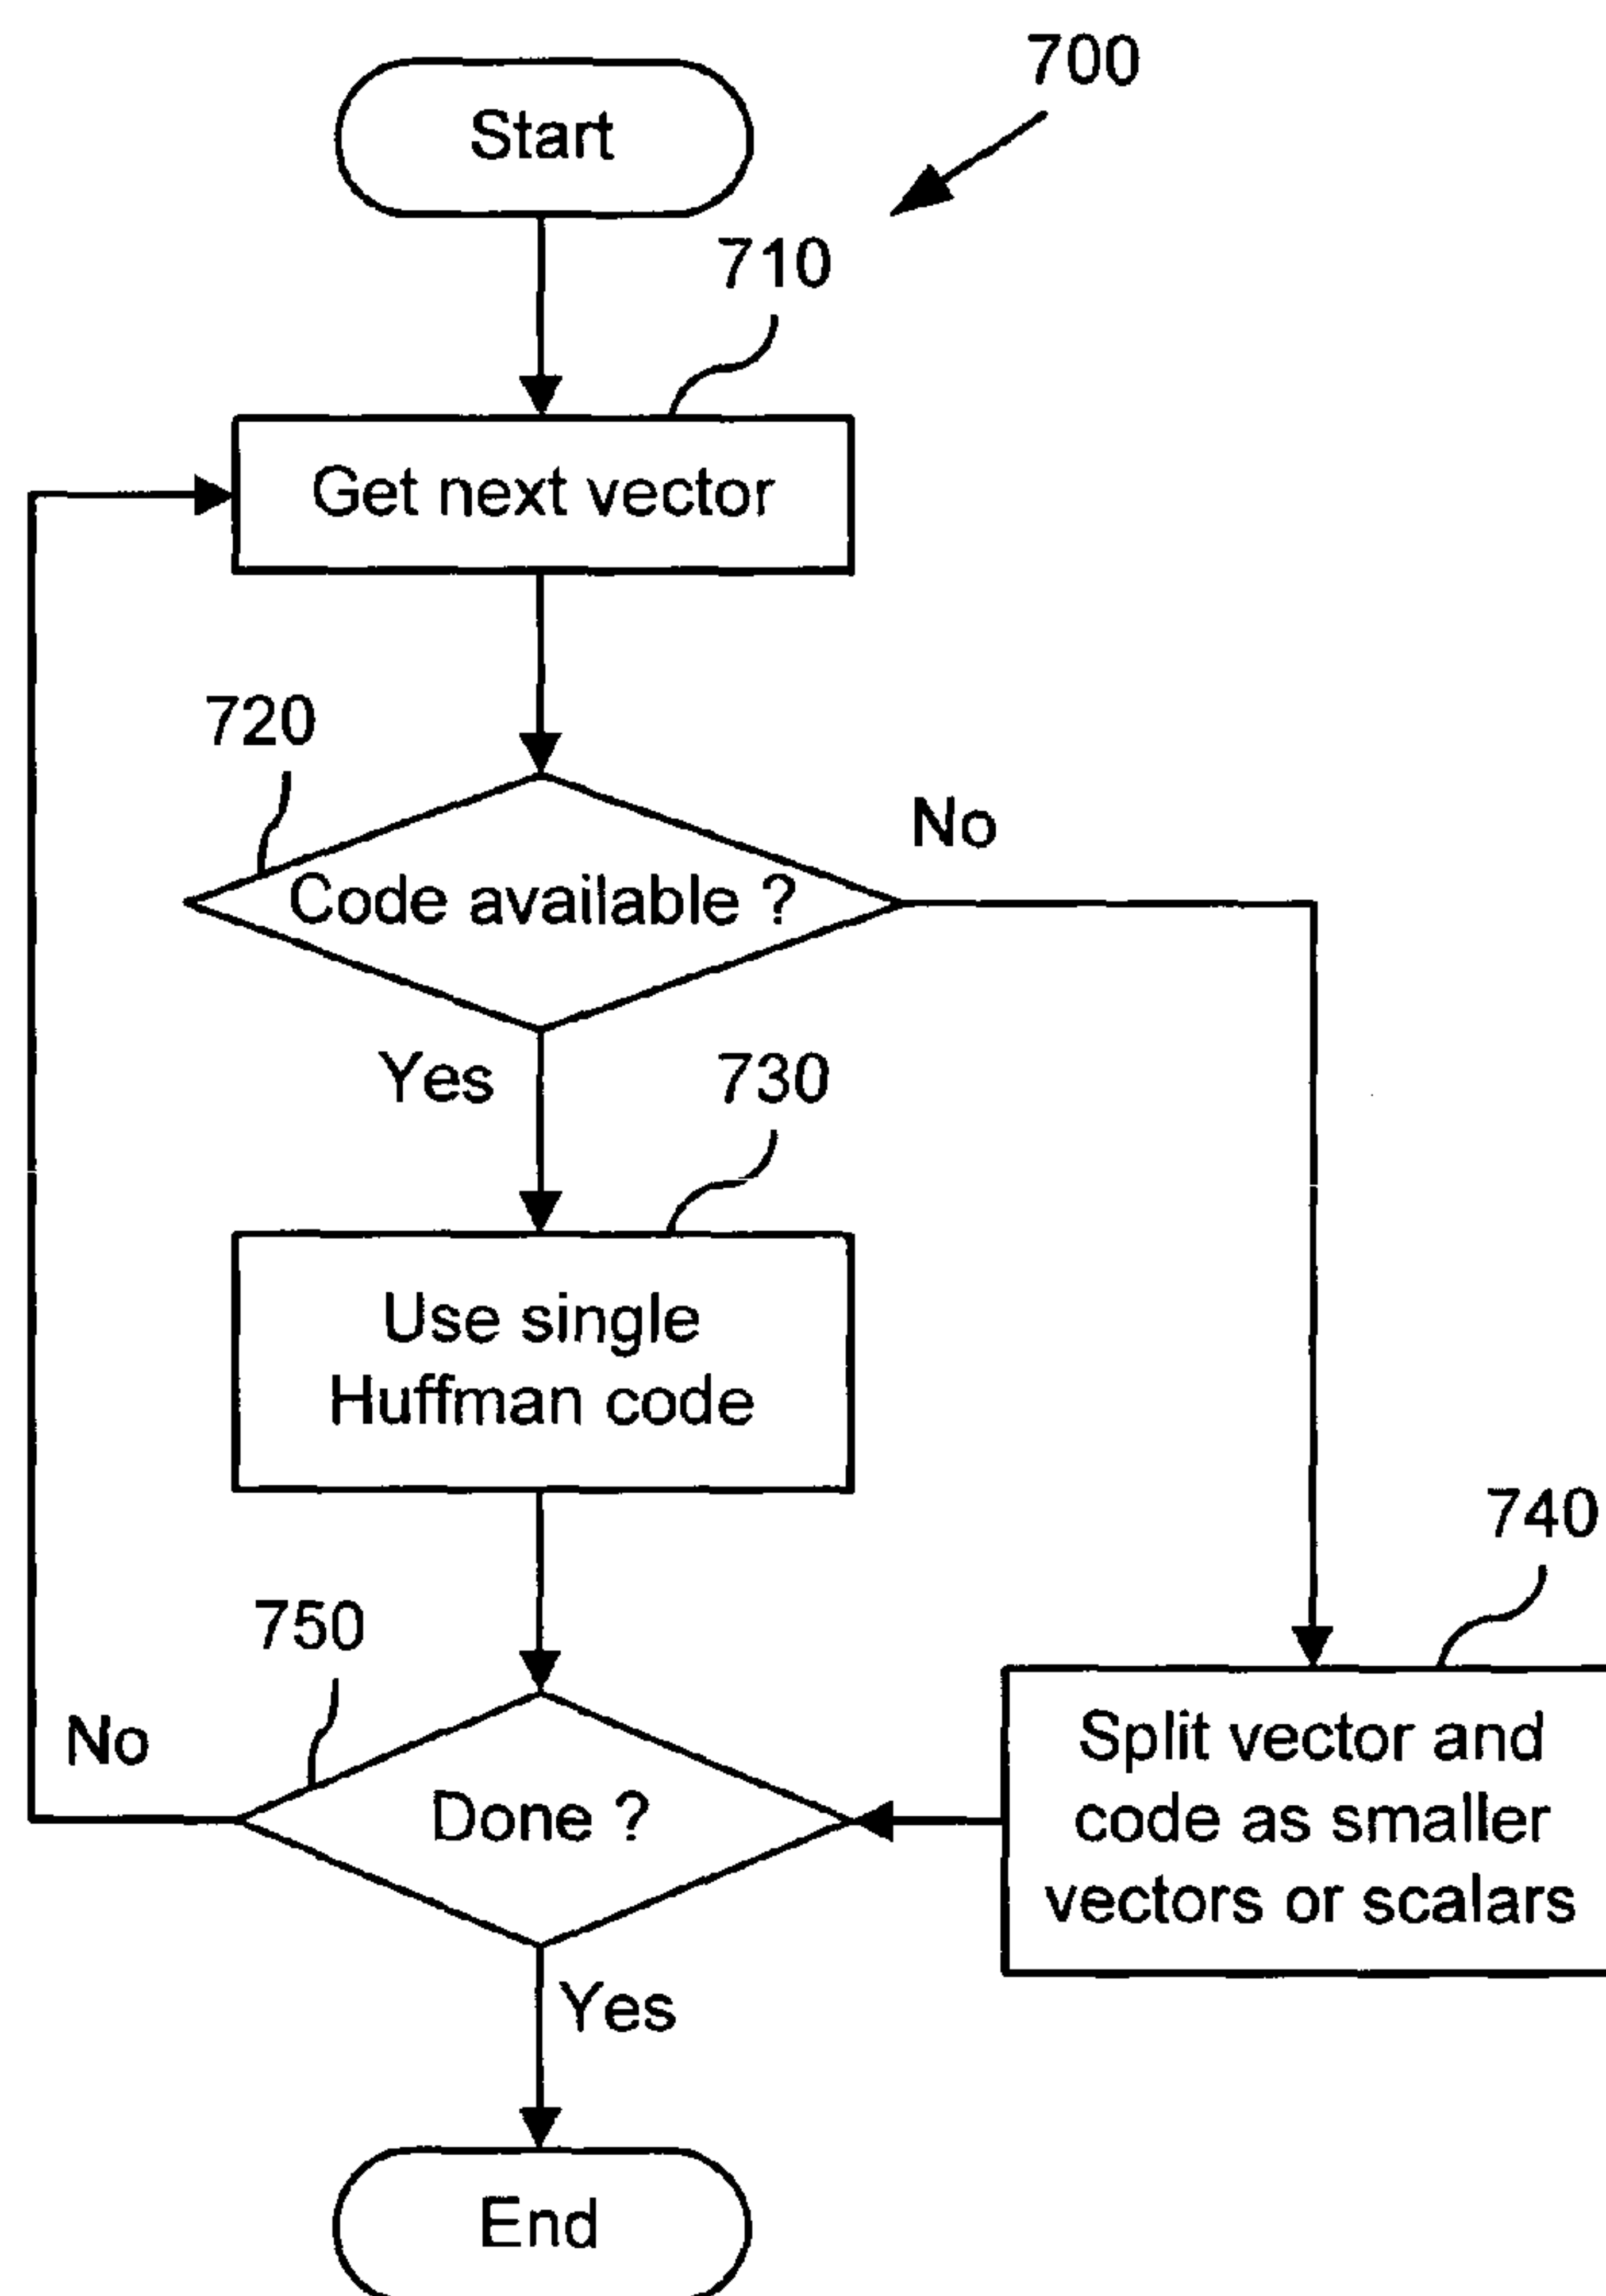 700
Start
710
Get next vector
720
No
Code available ?
Yes
730
Use single
Huffman code
740
750
No
Done ?
Split vector and
code as smaller
vectors or scalars
Yes
End